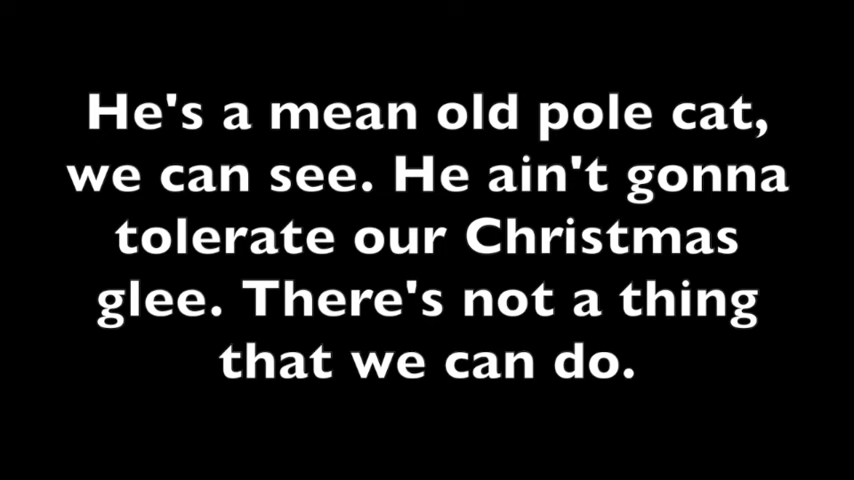 He's a mean old pole cat,
we can see. He ain't gonna
tolerate our Christmas
glee. There's not a thing
that we can do.